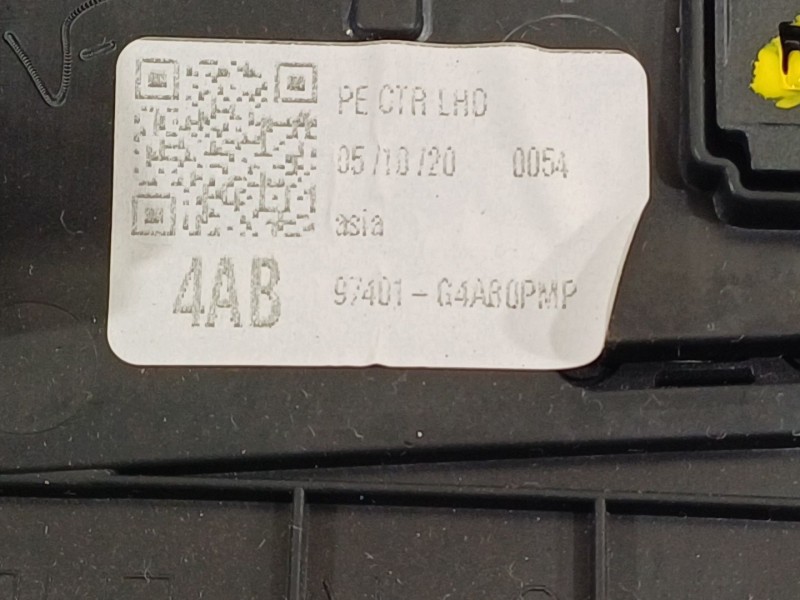 PE CTR LHD
05/10/20 0054
asia
4AB
97401-G4AB0PMP